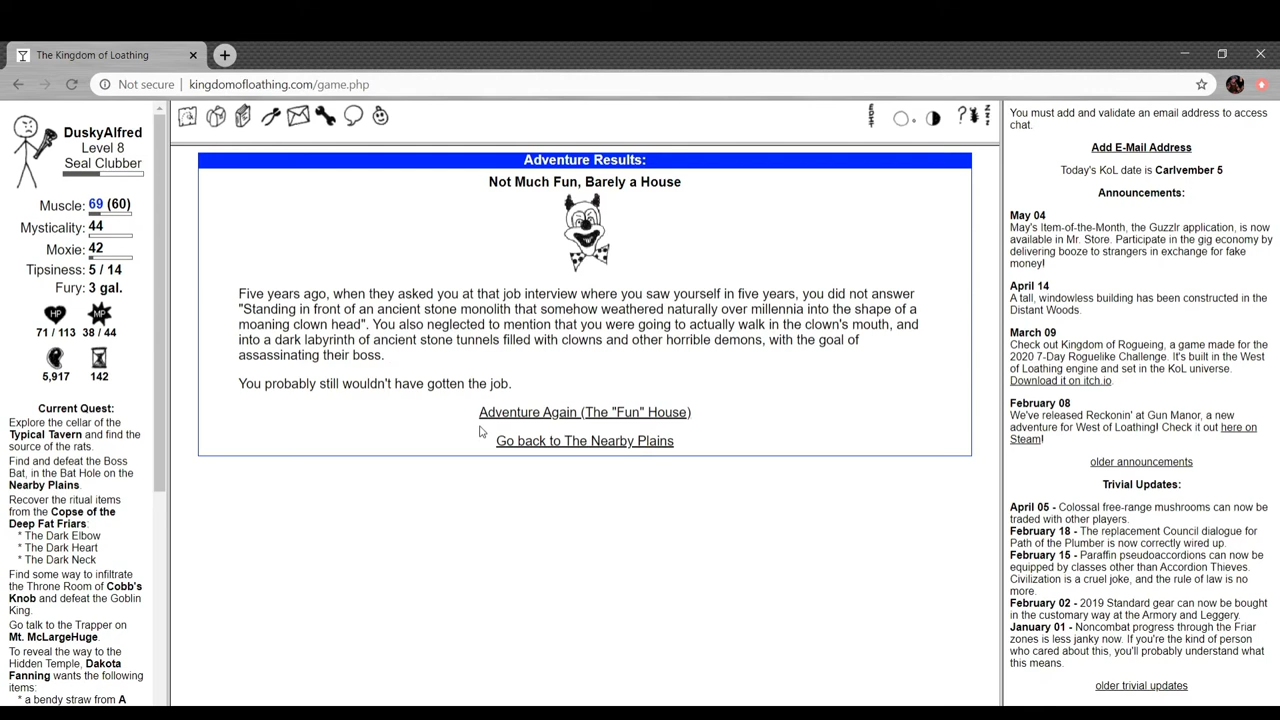 The Kingdom of Loathing
Not secure
kingdomofloathing.com/game.php
DuskyAlfred
Level 8
Seal Clubber
Muscle: 69 (60)
Mysticality: 44
Moxie: 42
Tipsiness: 5 / 14
Fury: 3 gal.
HP
MP
71 / 113 38 / 44
5,917 142
Current Quest:
Explore the cellar of the
Typical Tavern and find the
source of the rats.
Find and defeat the Boss
Bat, in the Bat Hole on the
Nearby Plains.
Recover the ritual items
from the Copse of the
Deep Fat Friars:
* The Dark Elbow
* The Dark Heart
* The Dark Neck
Find some way to infiltrate
the Throne Room of Cobb's
Knob and defeat the Goblin
King.
Go talk to the Trapper on
Mt. McLargeHuge.
To reveal the way to the
Hidden Temple, Dakota
Fanning wants the following
items:
* a bendy straw from A
Adventure Results:
Not Much Fun, Barely a House
Five years ago, when they asked you at that job interview where you saw yourself in five years, you did not answer
"Standing in front of an ancient stone monolith that somehow weathered naturally over millennia into the shape of a
moaning clown head". You also neglected to mention that you were going to actually walk in the clown's mouth, and
into a dark labyrinth of ancient stone tunnels filled with clowns and other horrible demons, with the goal of
assassinating their boss.
You probably still wouldn't have gotten the job.
Adventure Again (The "Fun" House)
Go back to The Nearby Plains
You must add and validate an email address to access
chat.
Add E-Mail Address
Today's KoL date is Carlvember 5
Announcements:
May 04
May's Item-of-the-Month, the Guzzlr application, is now
available in Mr. Store. Participate in the gig economy by
delivering booze to strangers in exchange for fake
money!
April 14
A tall, windowless building has been constructed in the
Distant Woods.
March 09
Check out Kingdom of Rogueing, a game made for the
2020 7-Day Roguelike Challenge. It's built in the West
of Loathing engine and set in the KoL universe.
Download it on itch.io.
February 08
We've released Reckonin' at Gun Manor, a new
adventure for West of Loathing! Check it out here on
Steam!
older announcements
Trivial Updates:
April 05 - Colossal free-range mushrooms can now be
traded with other players.
February 18 - The replacement Council dialogue for
Path of the Plumber is now correctly wired up.
February 15 - Paraffin pseudoaccordions can now be
equipped by classes other than Accordion Thieves.
Civilization is a cruel joke, and the rule of law is no
more.
February 02 - 2019 Standard gear can now be bought
in the customary way at the Armory and Leggery.
January 01 - Noncombat progress through the Friar
zones is less janky now. If you're the kind of person
who cared about this, you'll probably understand what
this means.
older trivial updates